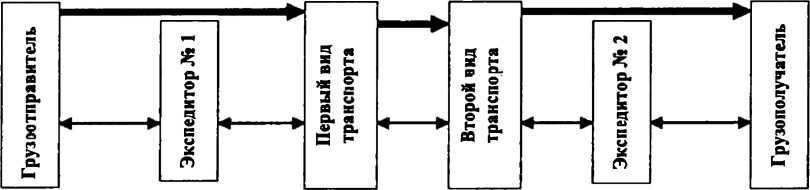 Грузоотправитель
Экспедитор № 1
Первый вид
транспорта
Второй вид
транспорта
Экспедитор № 2
Грузополучатель